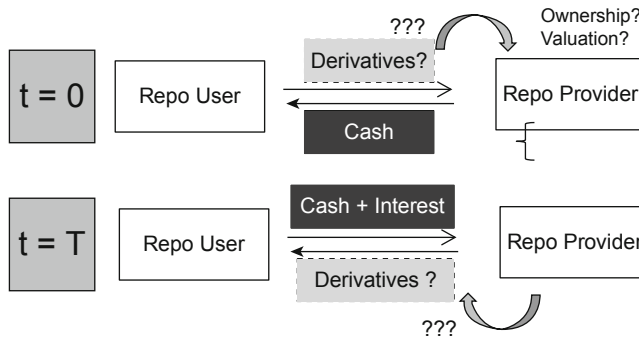 Ownership?
???
Valuation?
Derivatives?
t = 0
Repo User
Repo Provider
Cash
Cash + Interest
t = T
Repo User
Repo Provider
Derivatives ?
???